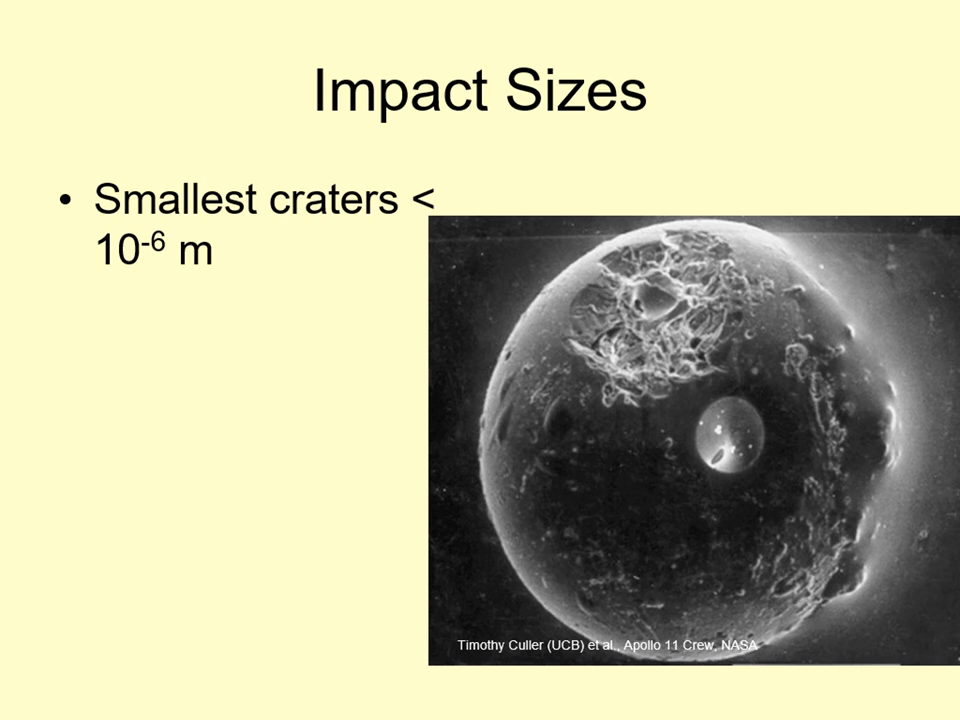 Impact Sizes
• Smallest craters <
10⁻⁶ m
Timothy Culler (UCB) et al., Apollo 11 Crew, NASA